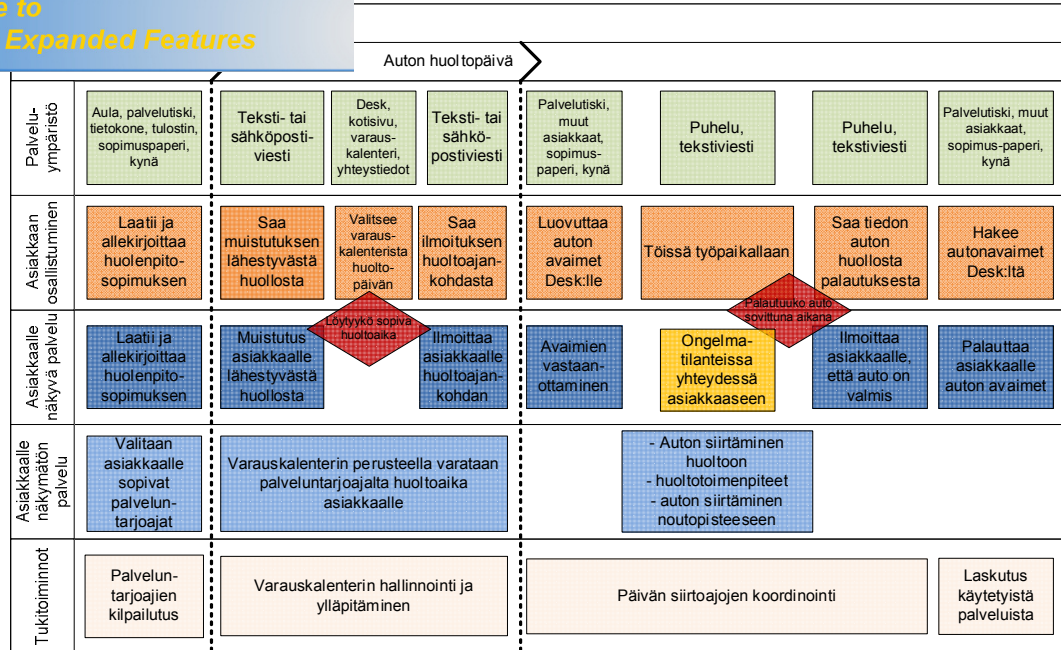 e to
Expanded Features
Auton huoltopäivä
Palvelu-
ympäristö
Aula, palvelutiski,
tietokone, tulostin,
sopimuspaperi,
kynä
Teksti- tai
sähköposti-
viesti
Desk,
kotisivu,
varaus-
kalenteri,
yhteystiedot
Teksti- tai
sähkö-
postiviesti
Palvelutiski,
muut
asiakkaat,
sopimus-
paperi, kynä
Puhelu,
tekstiviesti
Puhelu,
tekstiviesti
Palvelutiski, muut
asiakkaat,
sopimus-paperi,
kynä
Asiakkaan
osallistuminen
Laatii ja
allekirjoittaa
huolenpito-
sopimuksen
Saa
muistutuksen
lähestyvästä
huollosta
Valitsee
varaus-
kalenterista
huolto-
päivän
Saa
ilmoituksen
huoltoajan-
kohdasta
Luovuttaa
auton
avaimet
Desk:lle
Töissä työpaikallaan
Saa tiedon
auton
huollosta
palautuksesta
Hakee
autonavaimet
Desk:ltä
Löytyykö sopiva
huoltoaika
Palautuuko auto
sovittuna aikana
Asiakkaalle
näkyvä palvelu
Laatii ja
allekirjoittaa
huolenpito-
sopimuksen
Muistutus
asiakkaalle
lähestyvästä
huollosta
Ilmoittaa
asiakkaalle
huoltoajan-
kohdan
Avaimien
vastaan-
ottaminen
Ongelma-
tilanteissa
yhteydessä
asiakkaaseen
Ilmoittaa
asiakkaalle,
että auto on
valmis
Palauttaa
asiakkaalle
auton avaimet
Asiakkaalle
näkymätön
palvelu
Valitaan
asiakkaalle
sopivat
palvelun-
tarjoajat
Varauskalenterin perusteella varataan
palveluntarjoajalta huoltoaika
asiakkaalle
- Auton siirtäminen
huoltoon
- huoltotoimenpiteet
- auton siirtäminen
noutopisteeseen
Tukitoiminnot
Palvelun-
tarjoajien
kilpailutus
Varauskalenterin hallinnointi ja
ylläpitäminen
Päivän siirtoajojen koordinointi
Laskutus
käytetyistä
palveluista